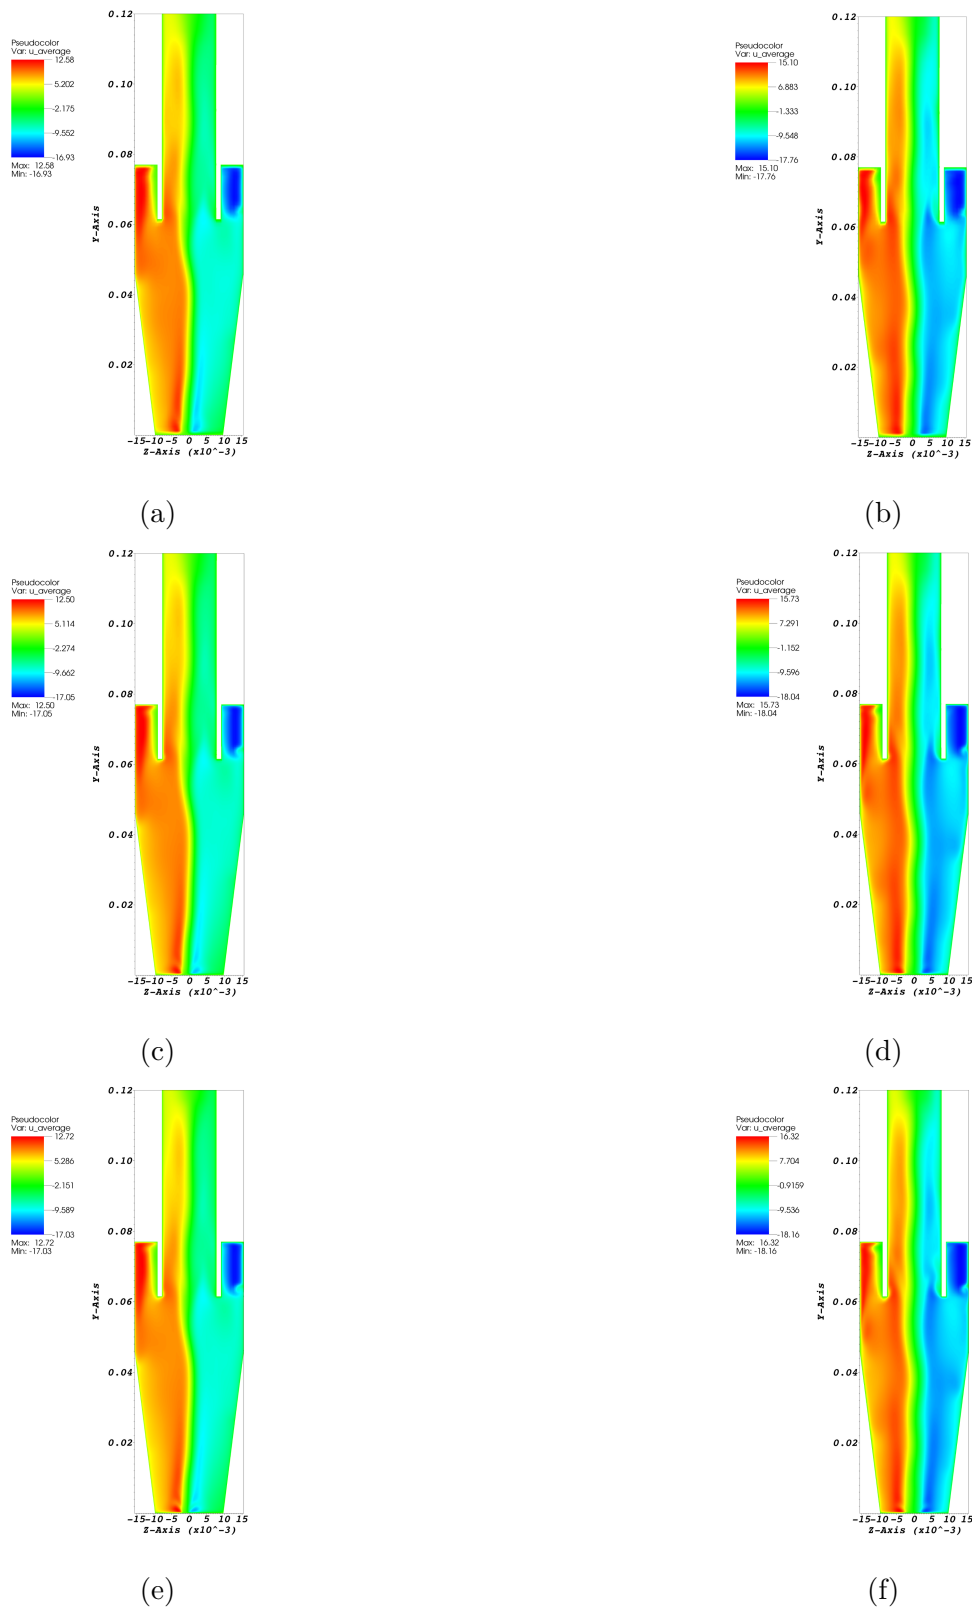 0.12
Pseudocolor
Var: u_average
12.58
5.202
-2.175
-9.552
-16.93
Max: 12.58
Min: -16.93
0.10
0.08
0.06
0.04
0.02
Y-Axis
-15 -10 -5 0 5 10 15
Z-Axis (x10^-3)
(a)
0.12
Pseudocolor
Var: u_average
15.10
6.883
-1.333
-9.548
-17.76
Max: 15.10
Min: -17.76
0.10
0.08
0.06
0.04
0.02
Y-Axis
-15 -10 -5 0 5 10 15
Z-Axis (x10^-3)
(b)
0.12
Pseudocolor
Var: u_average
12.50
5.114
-2.274
-9.662
-17.05
Max: 12.50
Min: -17.05
0.10
0.08
0.06
0.04
0.02
Y-Axis
-15 -10 -5 0 5 10 15
Z-Axis (x10^-3)
(c)
0.12
Pseudocolor
Var: u_average
15.73
7.291
-1.152
-9.596
-18.04
Max: 15.73
Min: -18.04
0.10
0.08
0.06
0.04
0.02
Y-Axis
-15 -10 -5 0 5 10 15
Z-Axis (x10^-3)
(d)
0.12
Pseudocolor
Var: u_average
12.72
5.286
-2.151
-9.589
-17.03
Max: 12.72
Min: -17.03
0.10
0.08
0.06
0.04
0.02
Y-Axis
-15 -10 -5 0 5 10 15
Z-Axis (x10^-3)
(e)
0.12
Pseudocolor
Var: u_average
16.32
7.704
-0.9159
-9.536
-18.16
Max: 16.32
Min: -18.16
0.10
0.08
0.06
0.04
0.02
Y-Axis
-15 -10 -5 0 5 10 15
Z-Axis (x10^-3)
(f)